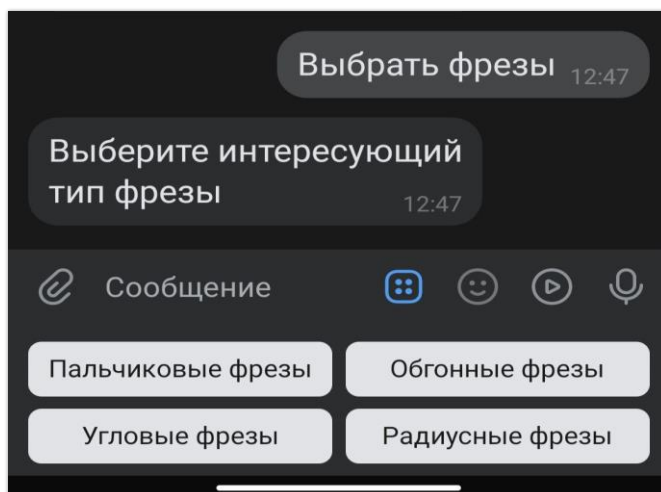 Выбрать фрезы 12:47
Выберите интересующий
тип фрезы 12:47
Сообщение
Пальчиковые фрезы Обгонные фрезы
Угловые фрезы Радиусные фрезы